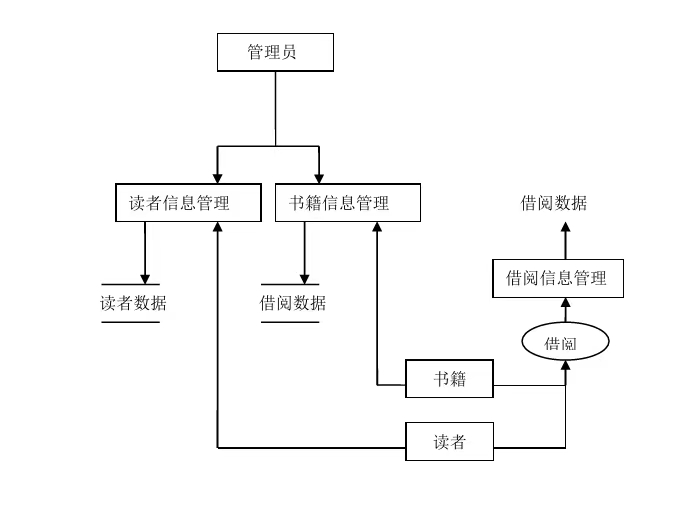 管理员
读者信息管理
书籍信息管理
借阅数据
借阅信息管理
读者数据
借阅数据
借阅
书籍
读者